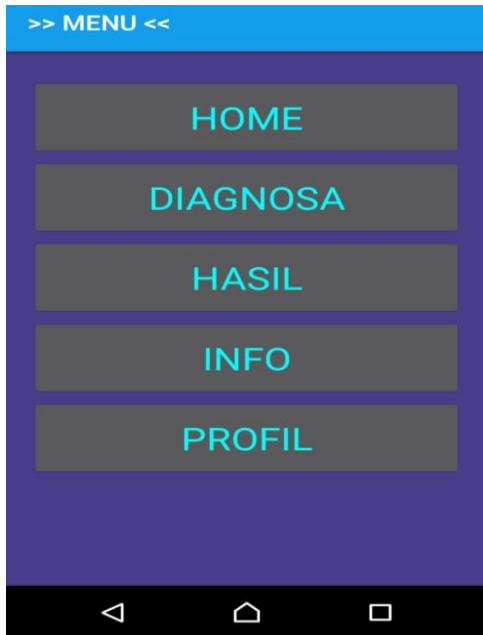 >> MENU <<
HOME
DIAGNOSA
HASIL
INFO
PROFIL